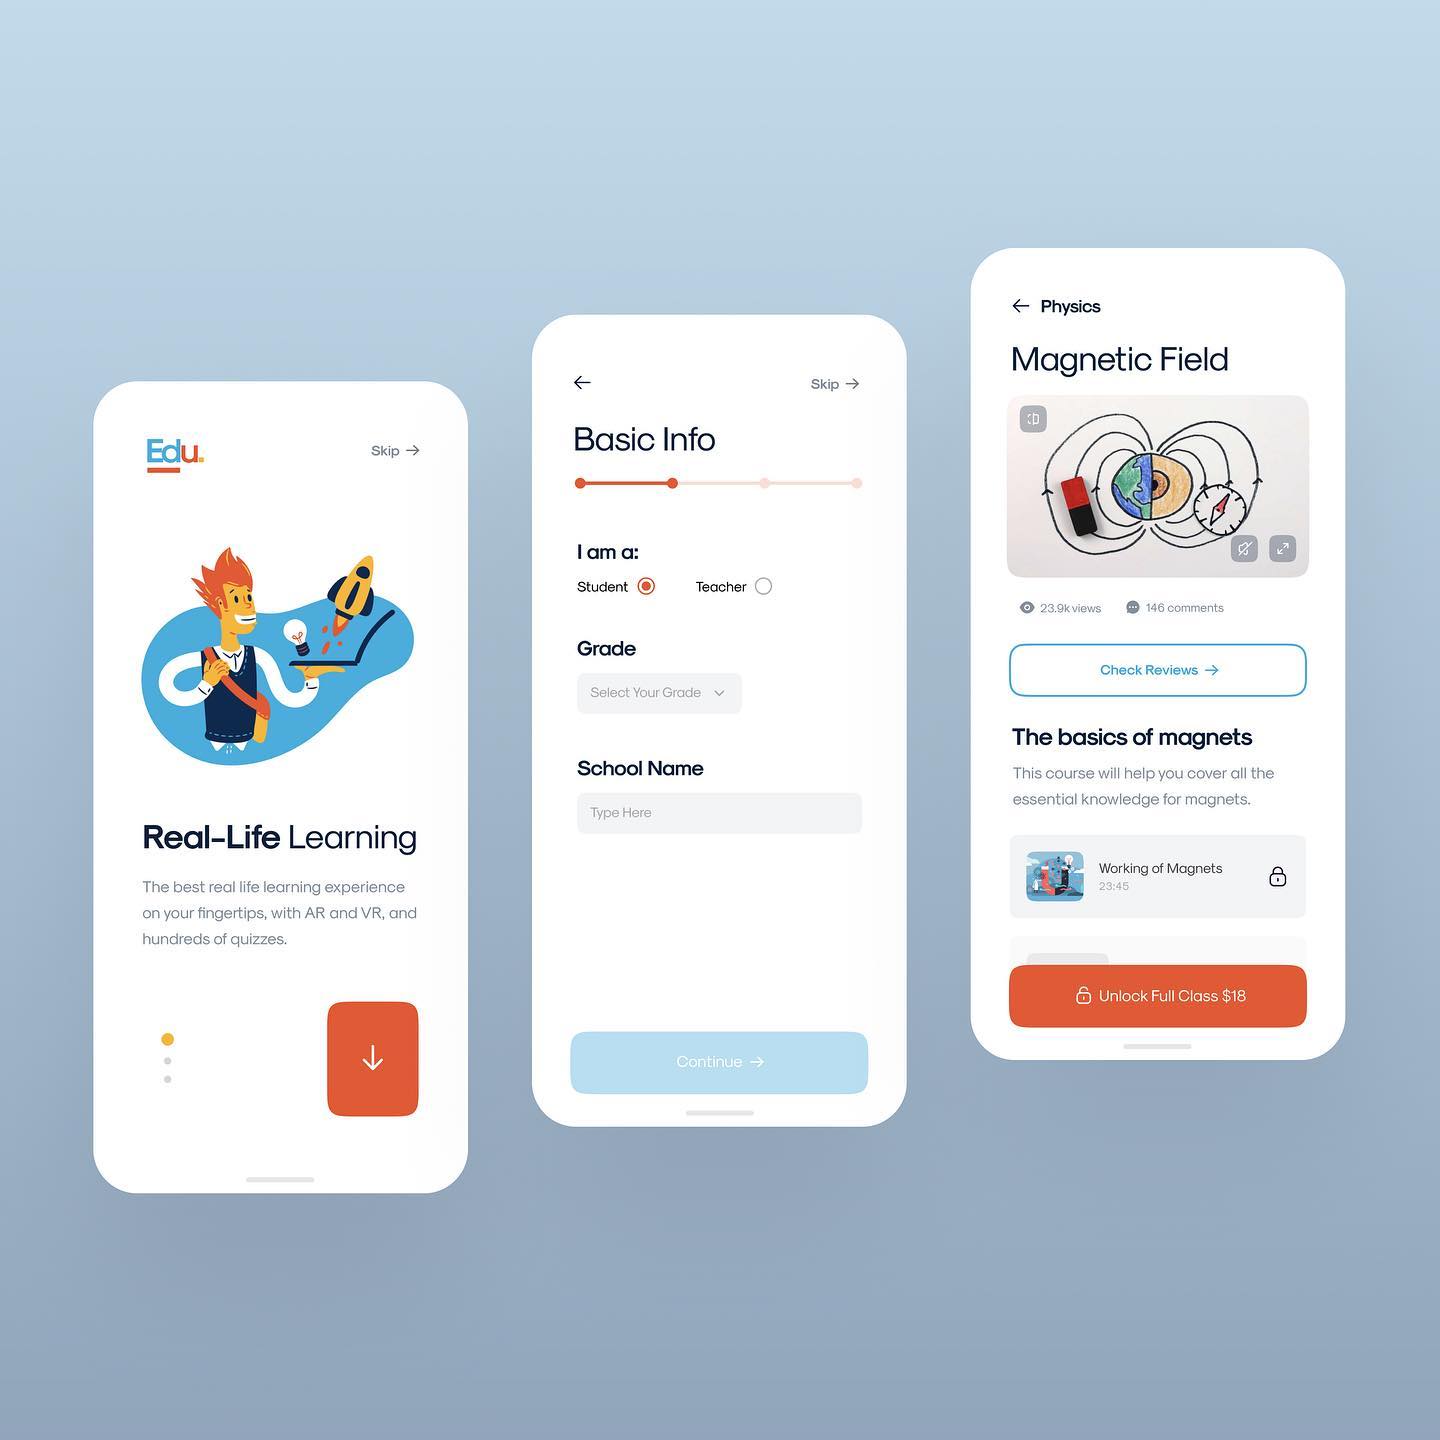 Edu.
Skip
Real-Life Learning
The best real life learning experience
on your fingertips, with AR and VR, and
hundreds of quizzes.
Skip
Basic Info
I am a:
Student
Teacher
Grade
Select Your Grade
School Name
Type Here
Continue
Physics
Magnetic Field
23.9k views
146 comments
Check Reviews
The basics of magnets
This course will help you cover all the
essential knowledge for magnets.
Working of Magnets
23:45
Unlock Full Class $18